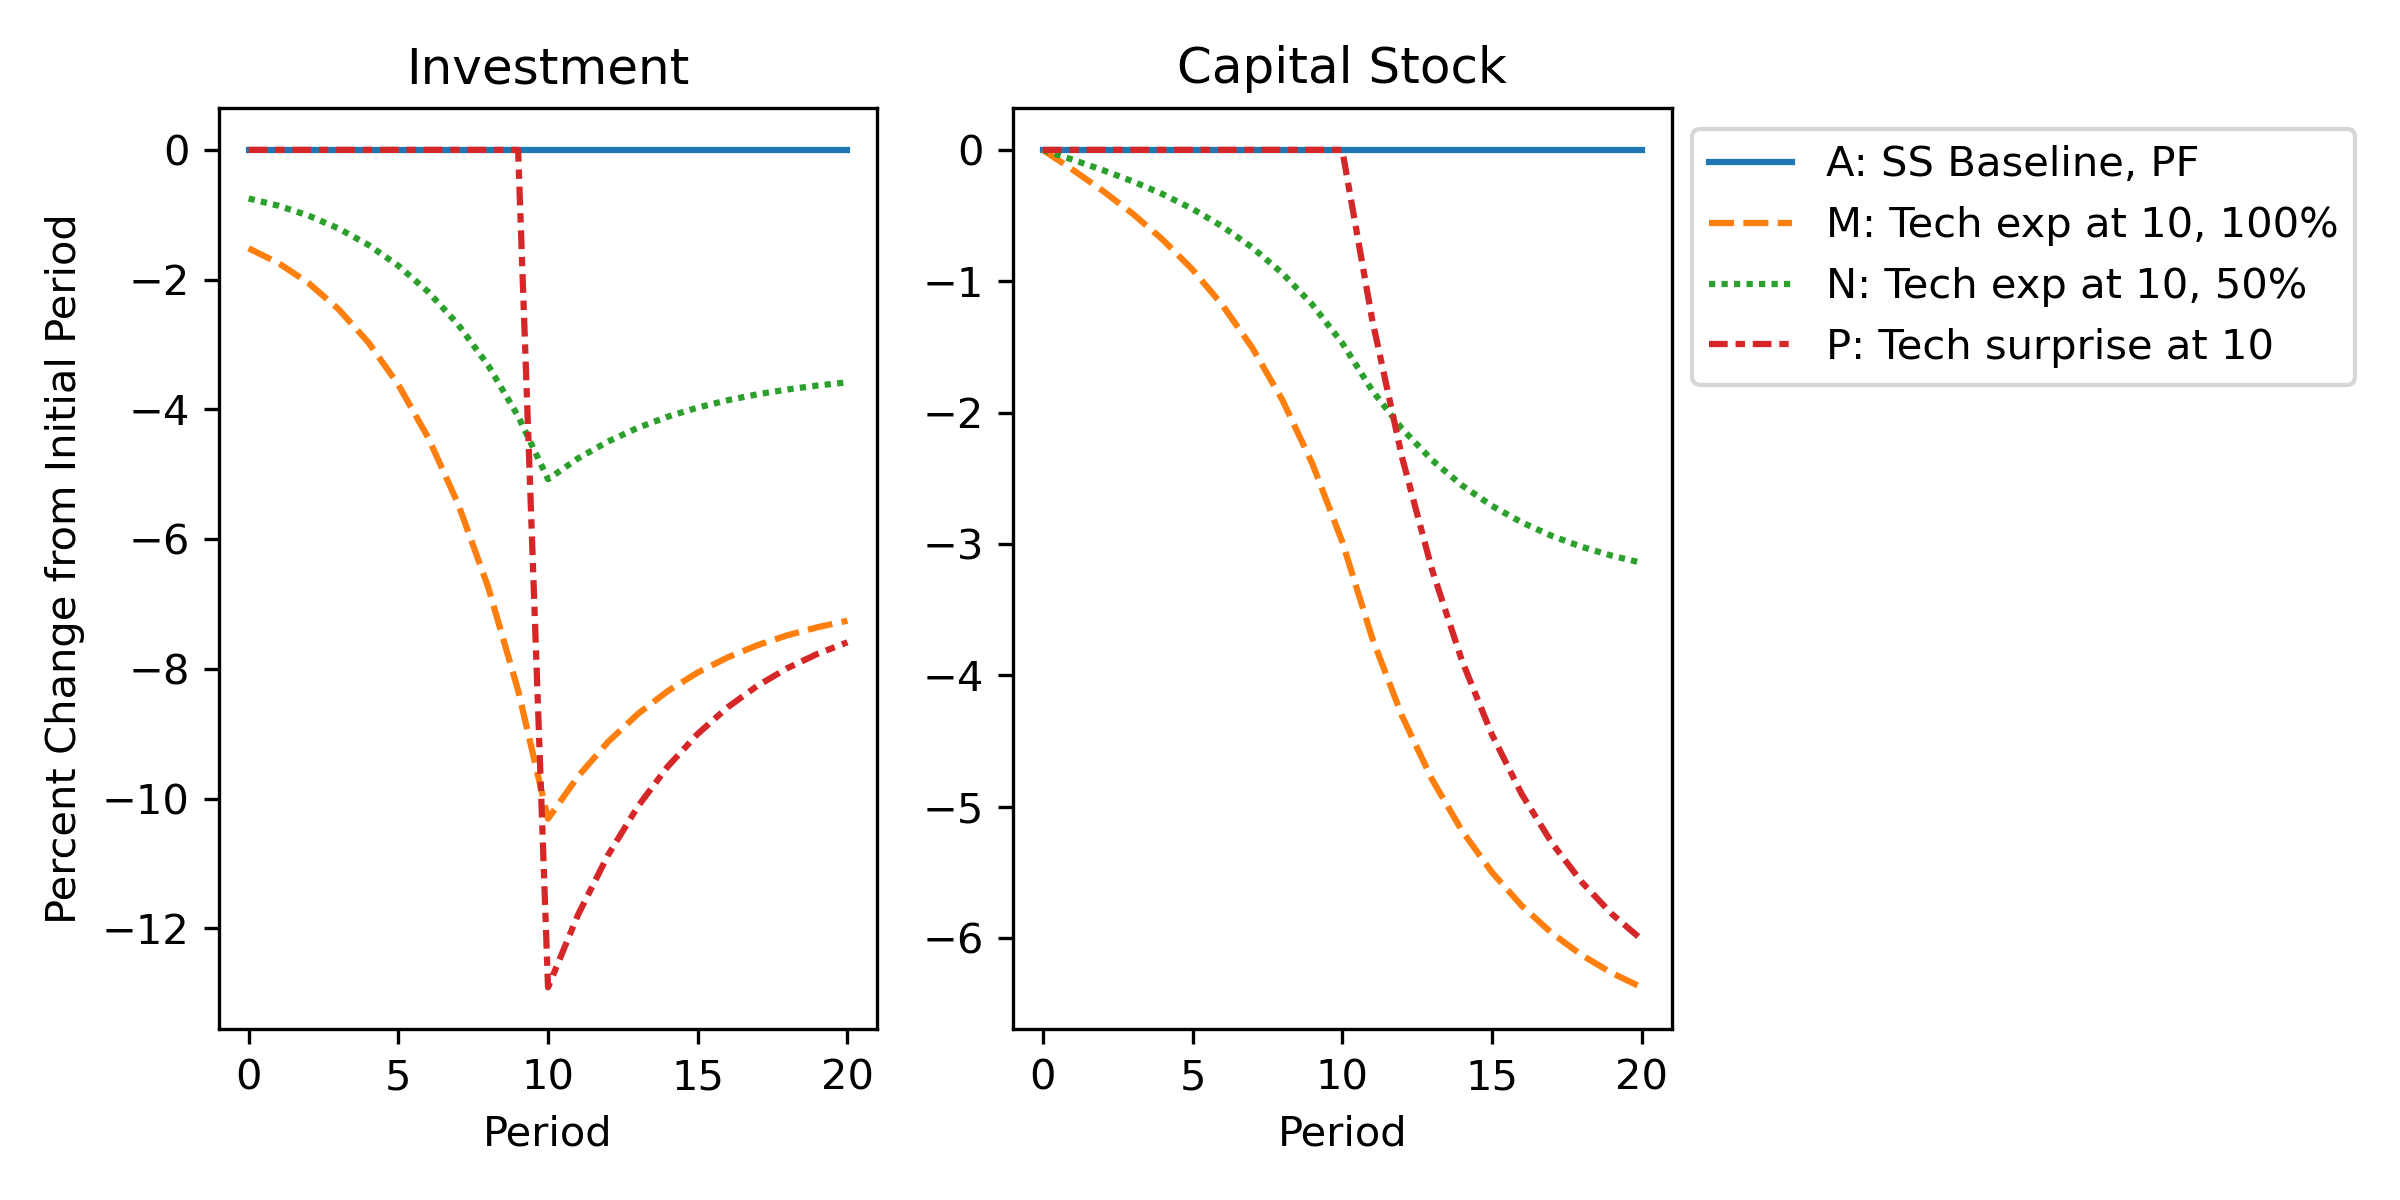 Investment
Capital Stock
Percent Change from Initial Period
0
−2
−4
−6
−8
−10
−12
0 5 10 15 20
Period
0
−1
−2
−3
−4
−5
−6
0 5 10 15 20
Period
A: SS Baseline, PF
M: Tech exp at 10, 100%
N: Tech exp at 10, 50%
P: Tech surprise at 10